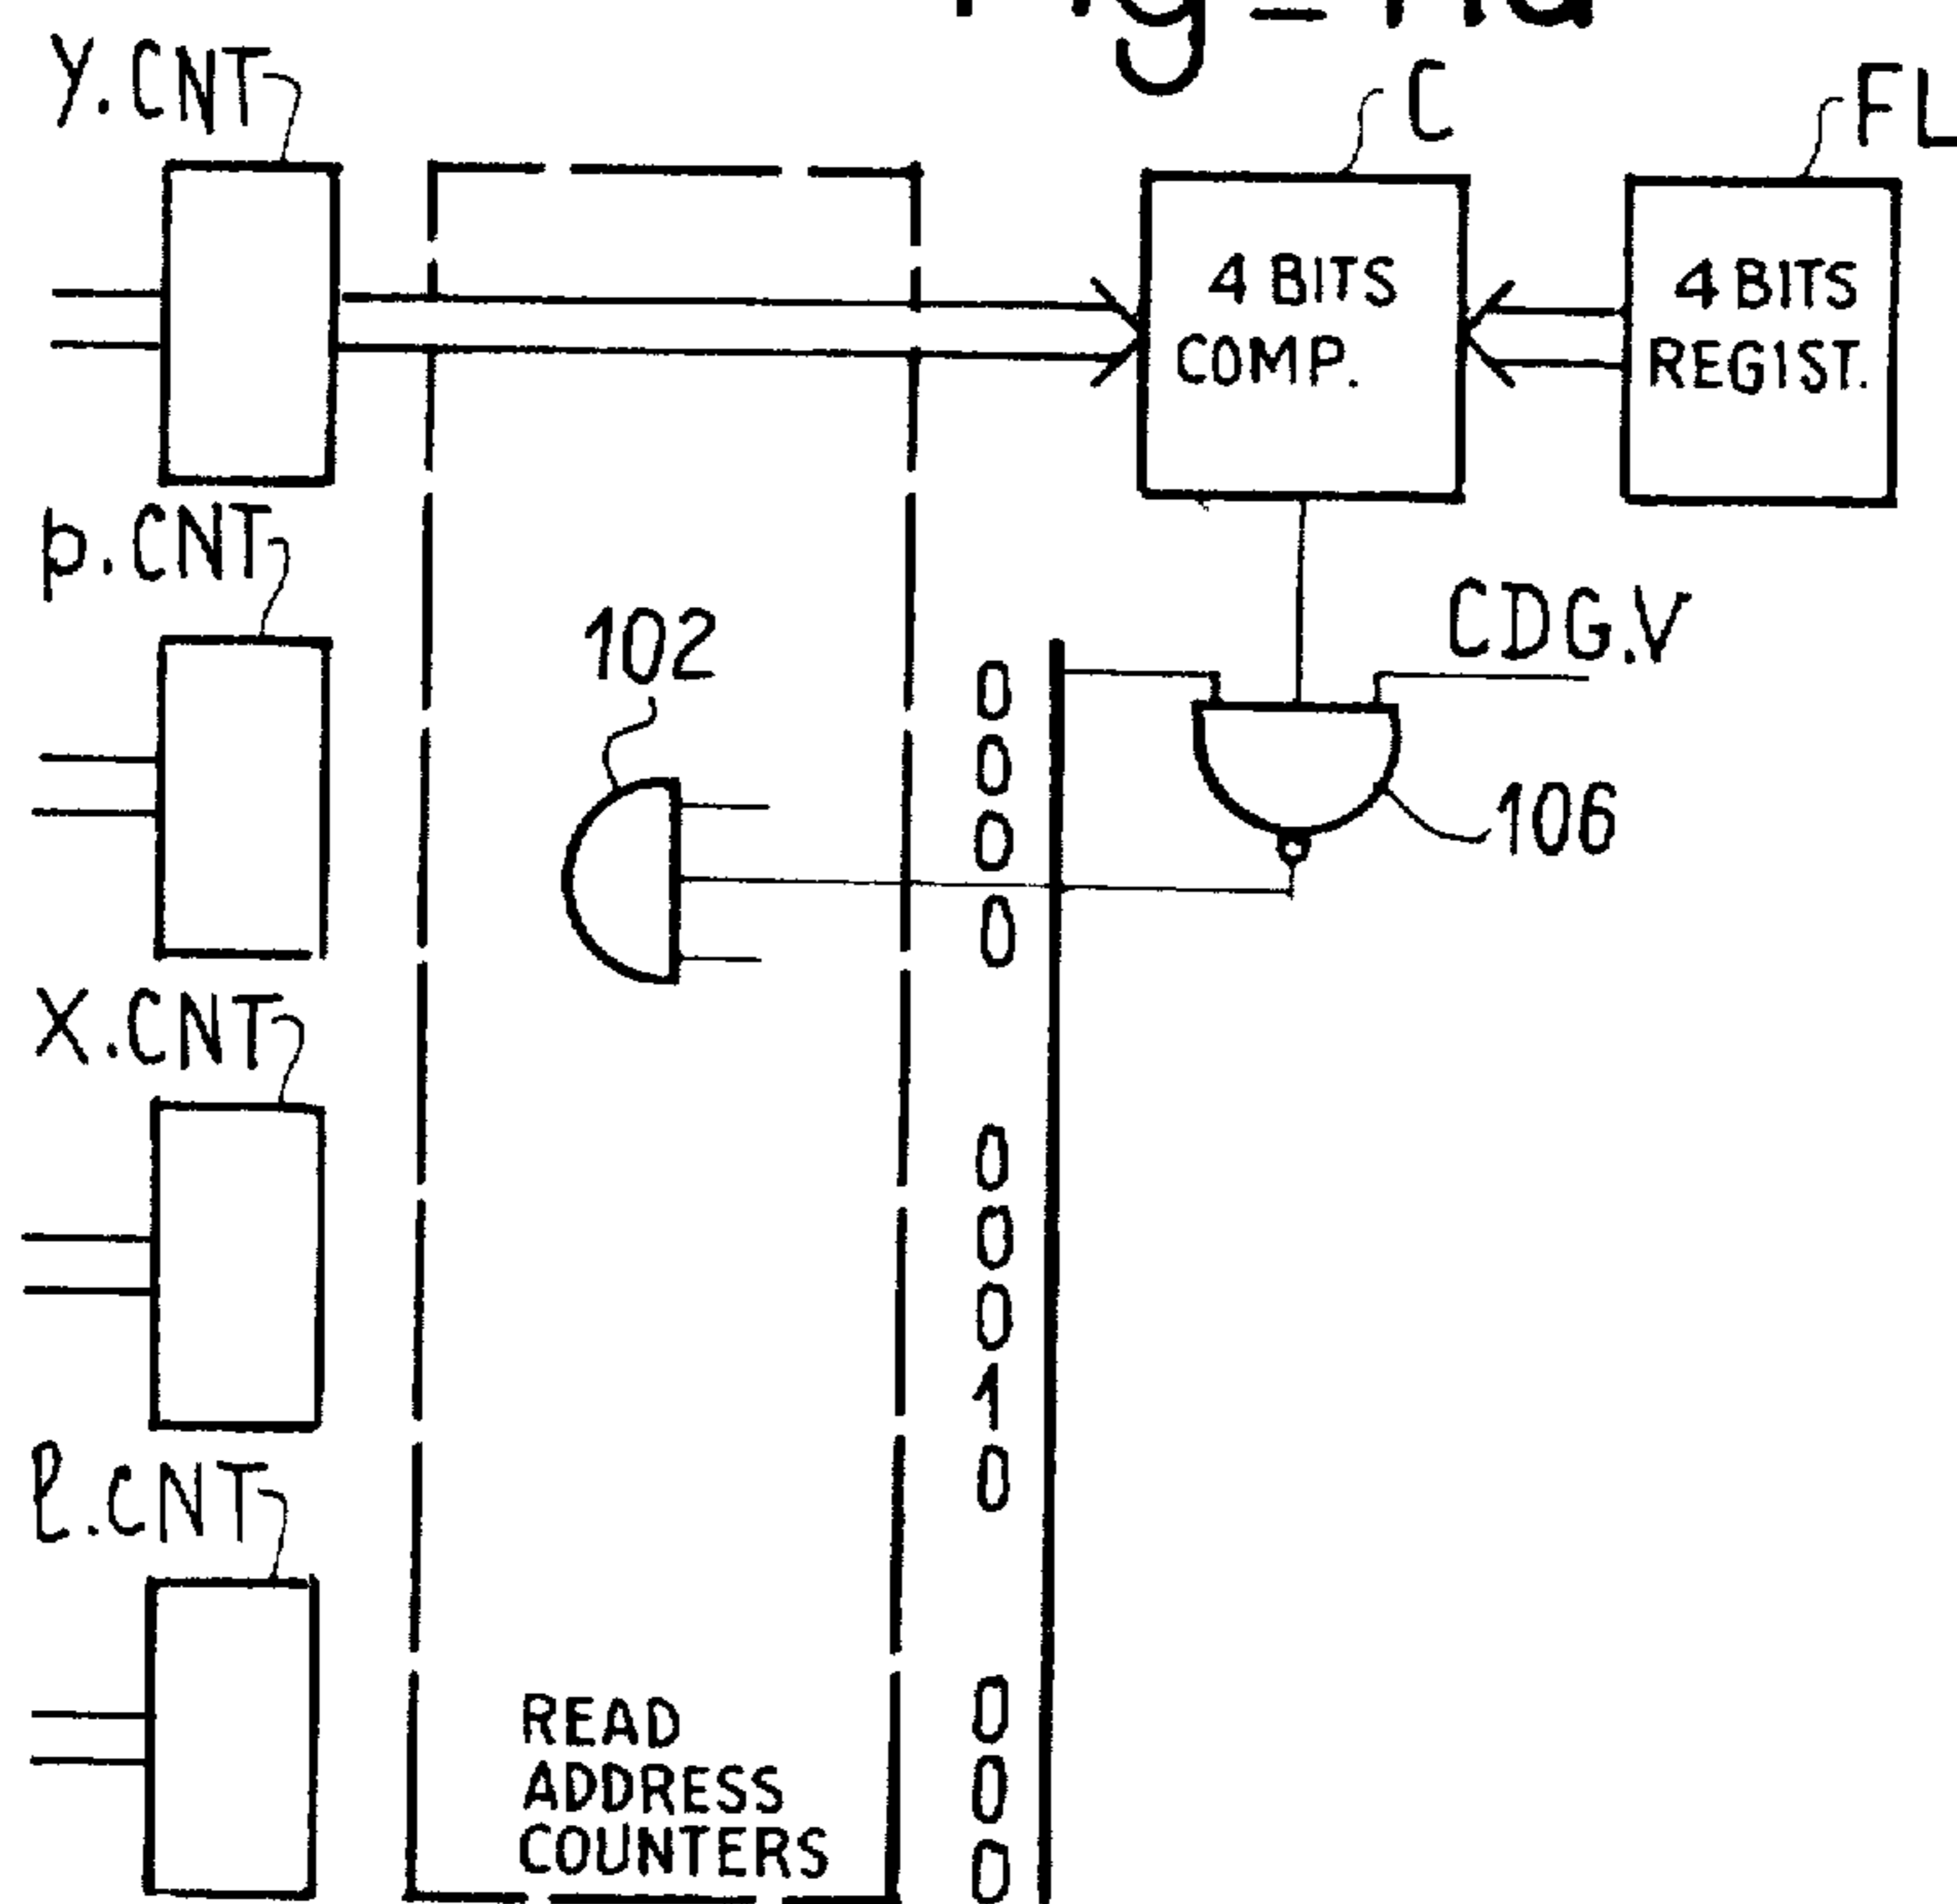 Y.CNT
C
FL
4 BITS
COMP.
4 BITS
REGIST.
p.CNT
102
CDG.V
0
0
0
0
106
X.CNT
0
0
0
1
0
l.CNT
READ
ADDRESS
COUNTERS
0
0
0